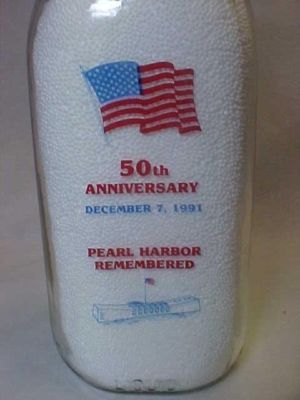 50th
ANNIVERSARY
DECEMBER 7, 1991
PEARL HARBOR
REMEMBERED